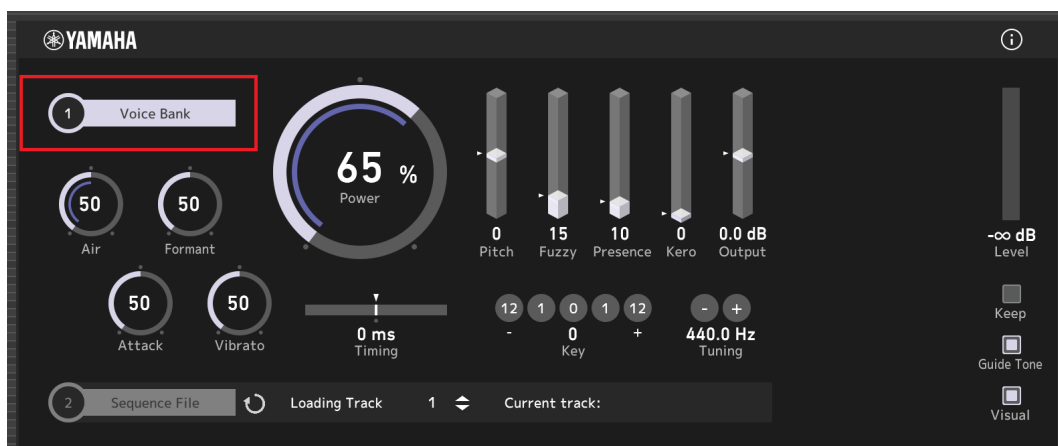 YAMAHA
1 Voice Bank
65 %
Power
50
Air
50
Formant
50
Attack
50
Vibrato
0
Pitch
15
Fuzzy
10
Presence
0
Kero
0.0 dB
Output
-∞ dB
Level
0 ms
Timing
12 1 0 1 12
- 0 +
Key
- +
440.0 Hz
Tuning
Keep
Guide Tone
Visual
2 Sequence File Loading Track 1 Current track: